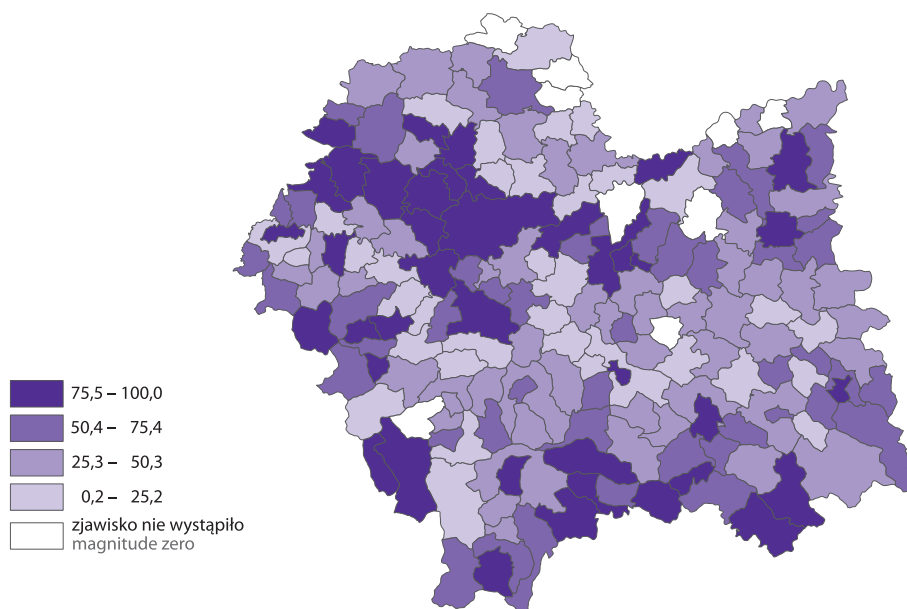 75,5 – 100,0
50,4 – 75,4
25,3 – 50,3
0,2 – 25,2
zjawisko nie wystąpiło
magnitude zero